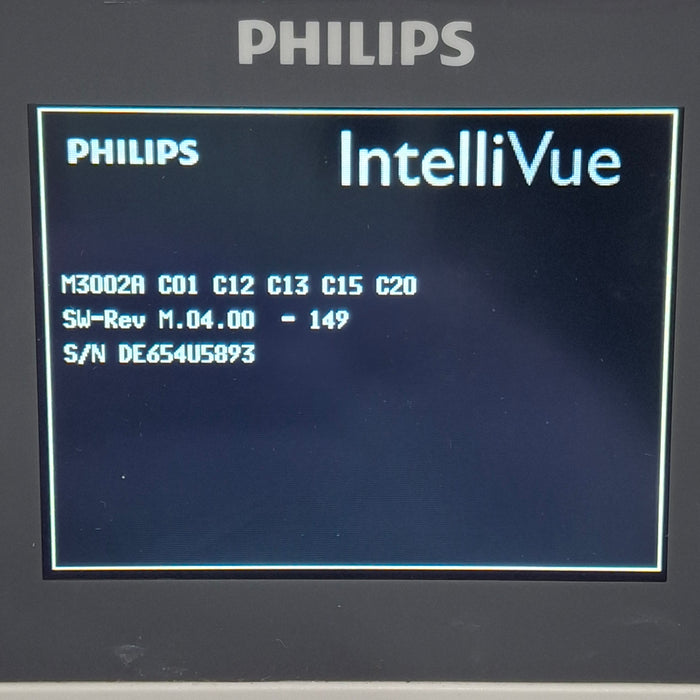 PHILIPS
PHILIPS IntelliVue
M3002A C01 C12 C13 C15 C20
SW-Rev M.04.00 - 149
S/N DE654U5893